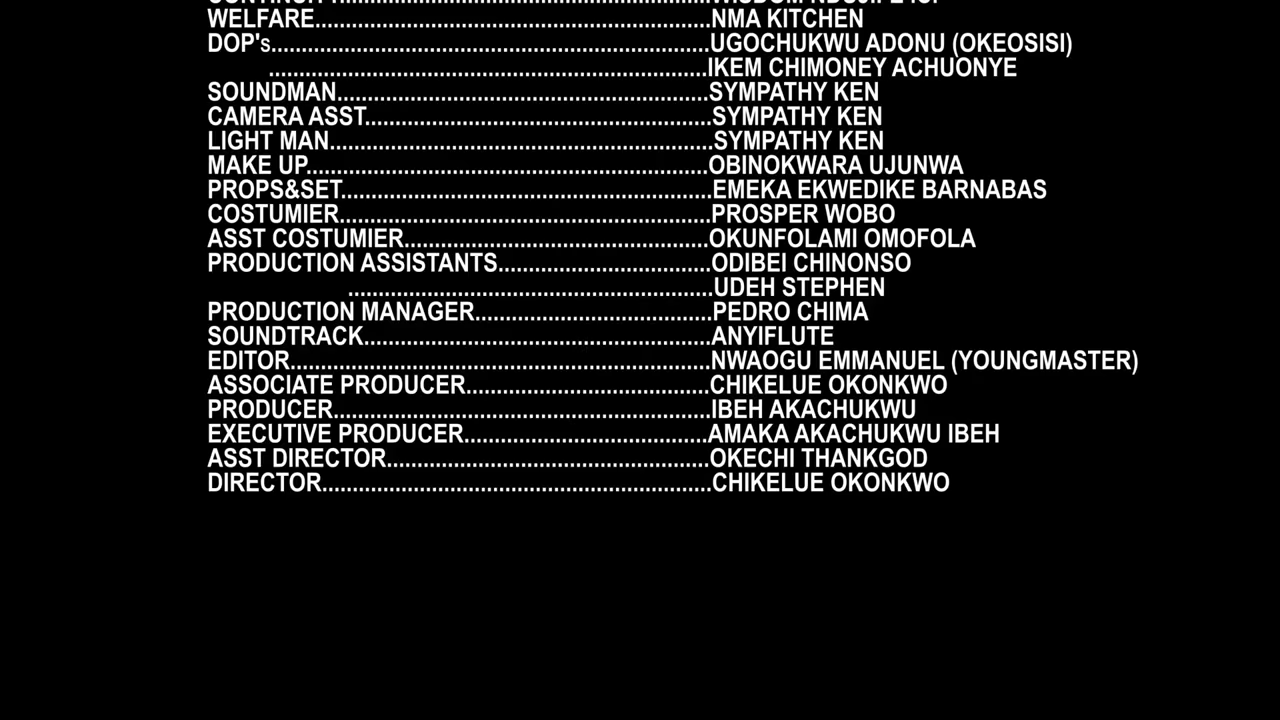 WELFARE....................................................................NMA KITCHEN
DOP's..........................................................................UGOCHUKWU ADONU (OKEOSISI)
..........................................................................IKEM CHIMONEY ACHUONYE
SOUNDMAN...............................................................SYMPATHY KEN
CAMERA ASST...........................................................SYMPATHY KEN
LIGHT MAN.................................................................SYMPATHY KEN
MAKE UP....................................................................OBINOKWARA UJUNWA
PROPS&SET...............................................................EMEKA EKWEDIKE BARNABAS
COSTUMIER...............................................................PROSPER WOBO
ASST COSTUMIER....................................................OKUNFOLAMI OMOFOLA
PRODUCTION ASSISTANTS....................................ODIBEI CHINONSO
..............................................................UDEH STEPHEN
PRODUCTION MANAGER........................................PEDRO CHIMA
SOUNDTRACK...........................................................ANYIFLUTE
EDITOR.......................................................................NWAOGU EMMANUEL (YOUNGMASTER)
ASSOCIATE PRODUCER.........................................CHIKELUE OKONKWO
PRODUCER................................................................IBEH AKACHUKWU
EXECUTIVE PRODUCER.........................................AMAKA AKACHUKWU IBEH
ASST DIRECTOR.......................................................OKECHI THANKGOD
DIRECTOR..................................................................CHIKELUE OKONKWO